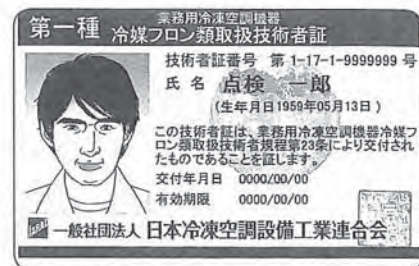 第一種
業務用冷凍空調機器
冷媒フロン類取扱技術者証
技術者証番号 第 1-17-1-9999999 号
氏 名 点検 一郎
(生年月日1959年05月13日)
この技術者証は、業務用冷凍空調機器冷媒フ
ロン類取扱技術者規程第23条により交付され
たものであることを証します。
交付年月日 0000/00/00
有効期限 0000/00/00
一般社団法人 日本冷凍空調設備工業連合会